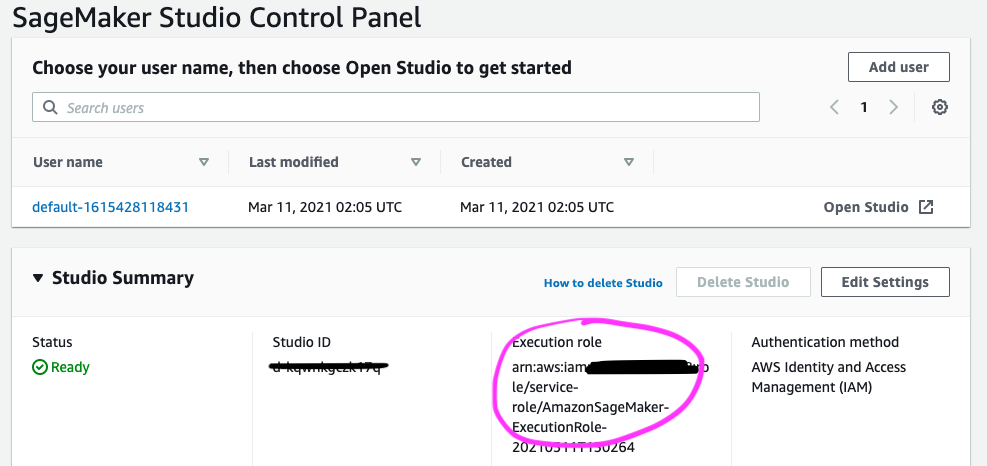 SageMaker Studio Control Panel
Choose your user name, then choose Open Studio to get started
Add user
Search users
1
User name
Last modified
Created
default-1615428118431
Mar 11, 2021 02:05 UTC
Mar 11, 2021 02:05 UTC
Open Studio
Studio Summary
How to delete Studio
Delete Studio
Edit Settings
Status
Studio ID
Execution role
Authentication method
Ready
arn:aws:iam
le/service-
role/AmazonSageMaker-
ExecutionRole-
AWS Identity and Access
Management (IAM)